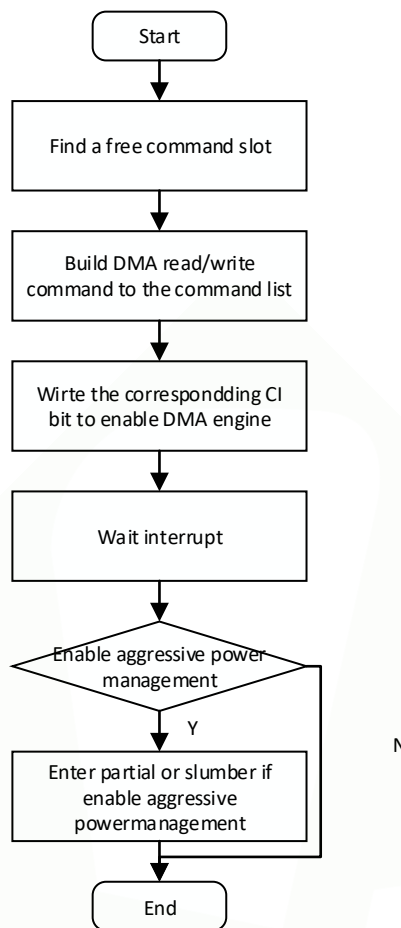 Start
Find a free command slot
Build DMA read/write
command to the command list
Wirte the correspondding CI
bit to enable DMA engine
Wait interrupt
Enable aggressive power
management
Y
N
Enter partial or slumber if
enable aggressive
powermanagement
End